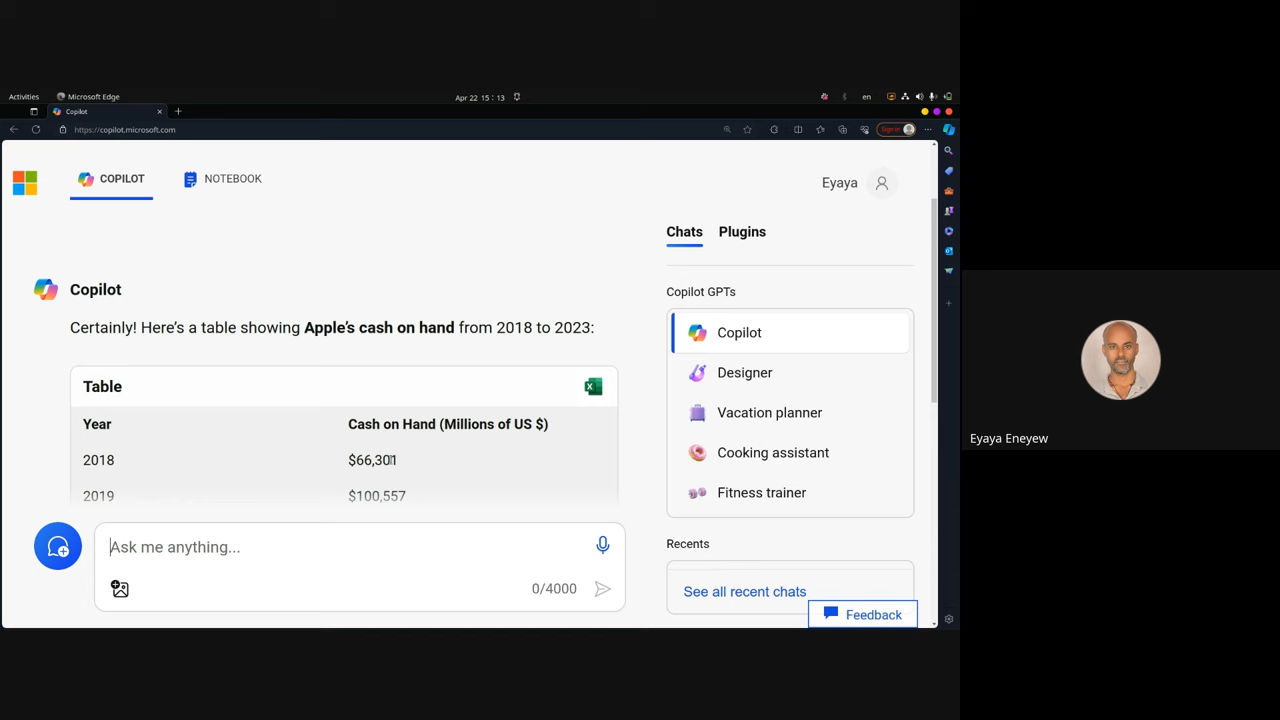 Activities
Microsoft Edge
Apr 22 15 : 13
en
Copilot
https://copilot.microsoft.com
Sign in
COPILOT
NOTEBOOK
Eyaya
Chats
Plugins
Copilot
Certainly! Here's a table showing Apple's cash on hand from 2018 to 2023:
Table
Year
Cash on Hand (Millions of US $)
2018
$66,301
2019
$100,557
Ask me anything...
0/4000
Copilot GPTs
Copilot
Designer
Vacation planner
Cooking assistant
Fitness trainer
Recents
See all recent chats
Feedback
Eyaya Eneyew